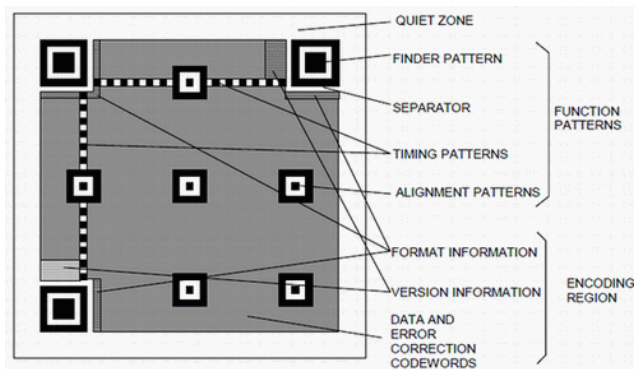 QUIET ZONE
FINDER PATTERN
SEPARATOR
FUNCTION
PATTERNS
TIMING PATTERNS
ALIGNMENT PATTERNS
FORMAT INFORMATION
VERSION INFORMATION
ENCODING
REGION
DATA AND
ERROR
CORRECTION
CODEWORDS